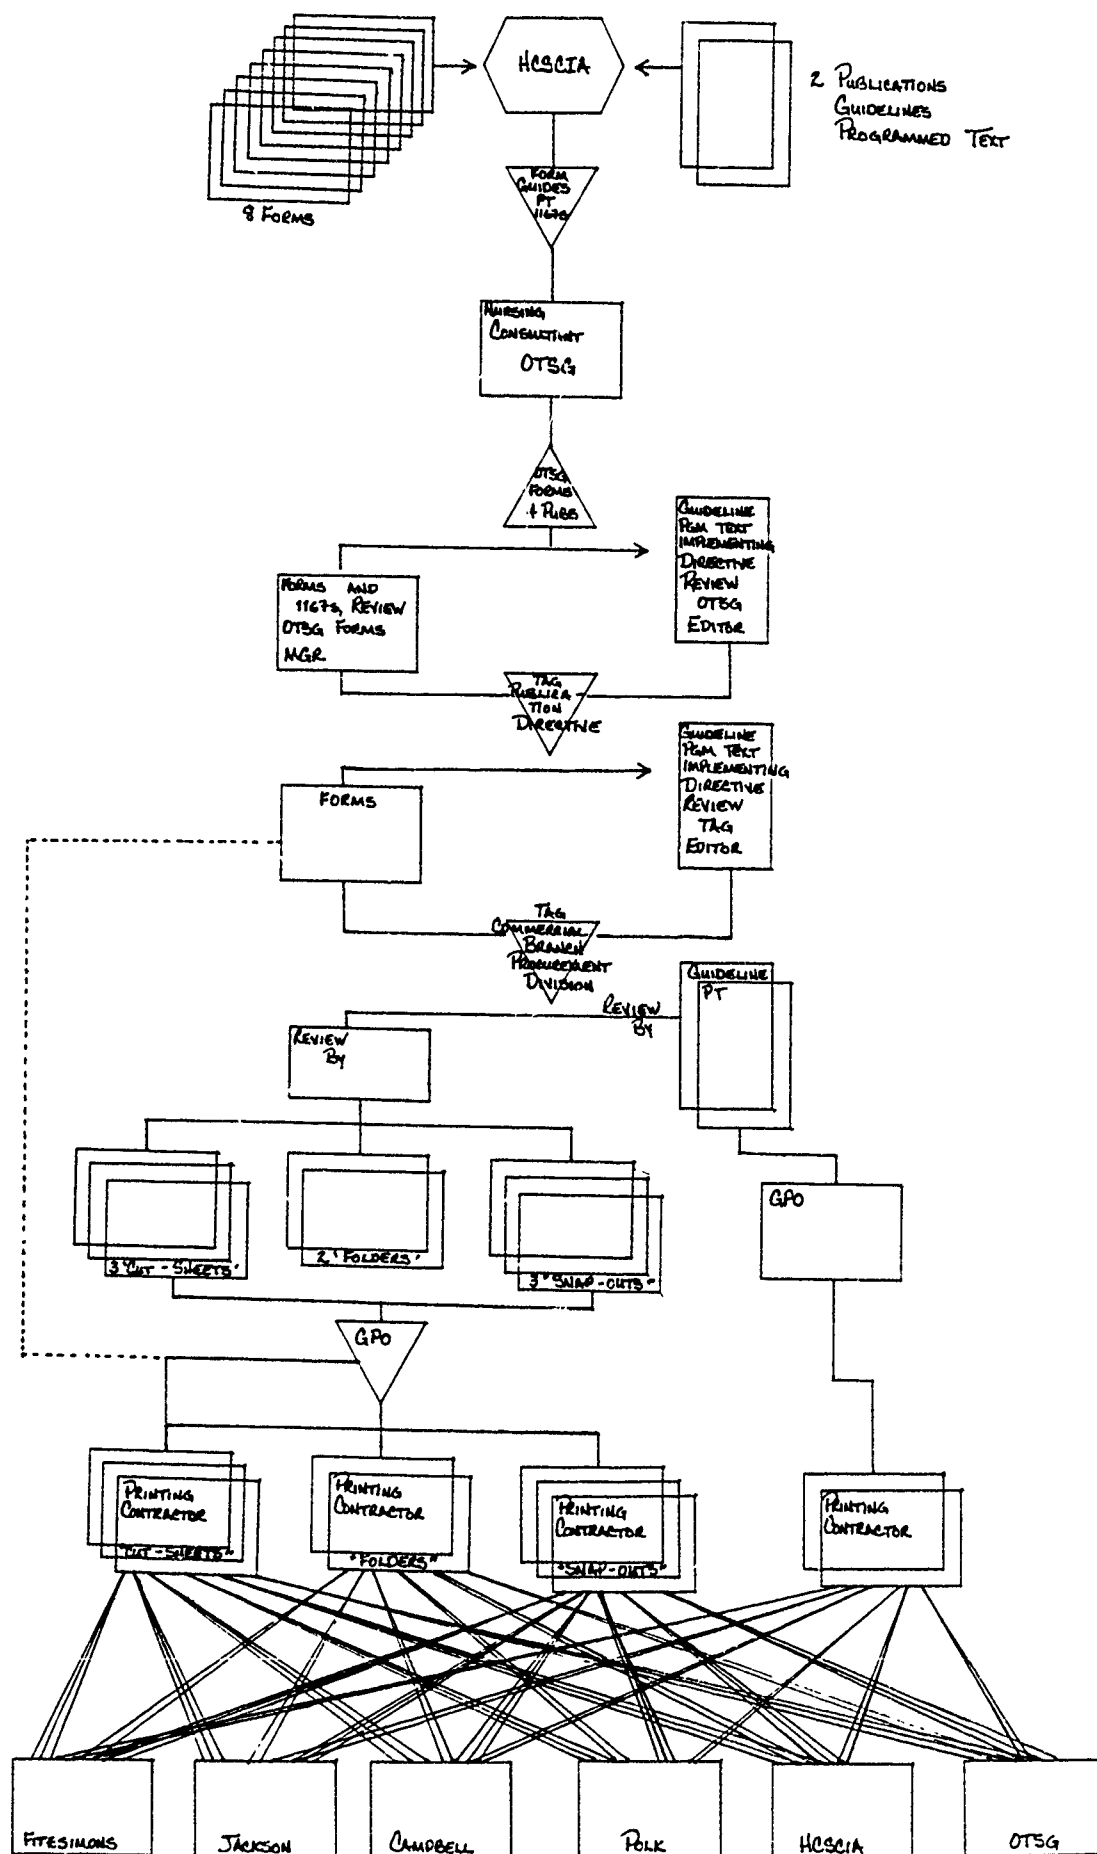 HCSCIA
2 PUBLICATIONS
GUIDELINES
PROGRAMMED TEXT
8 FORMS
FORM
GUIDES
PT
1167s
NURSING
CONSULTANT
OTSG
OTSG
FORMS
+ PUBS
FORMS AND
1167s, REVIEW
OTSG FORMS
MGR
GUIDELINE
PGM TEXT
IMPLEMENTING
DIRECTIVE
REVIEW
OTSG
EDITOR
TAG
PUBLICA-
TION
DIRECTIVE
FORMS
GUIDELINE
PGM TEXT
IMPLEMENTING
DIRECTIVE
REVIEW
TAG
EDITOR
TAG
COMMERCIAL
BRANCH
PROCUREMENT
DIVISION
REVIEW
BY
GUIDELINE
PT
REVIEW
BY
3 "CUT-SHEETS"
2 "FOLDERS"
3 "SNAP-OUTS"
GPO
GPO
PRINTING
CONTRACTOR
"CUT-SHEETS"
PRINTING
CONTRACTOR
"FOLDERS"
PRINTING
CONTRACTOR
"SNAP-OUTS"
PRINTING
CONTRACTOR
FITESIMONS
JACKSON
CAMPBELL
POLK
HCSCIA
OTSG